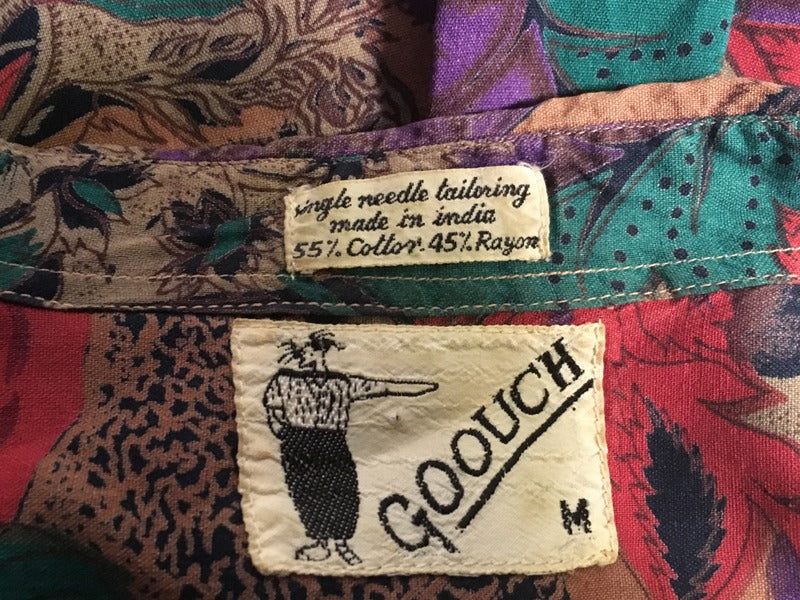 single needle tailoring
made in india
55% Cotton 45% Rayon
GOOUCH
M